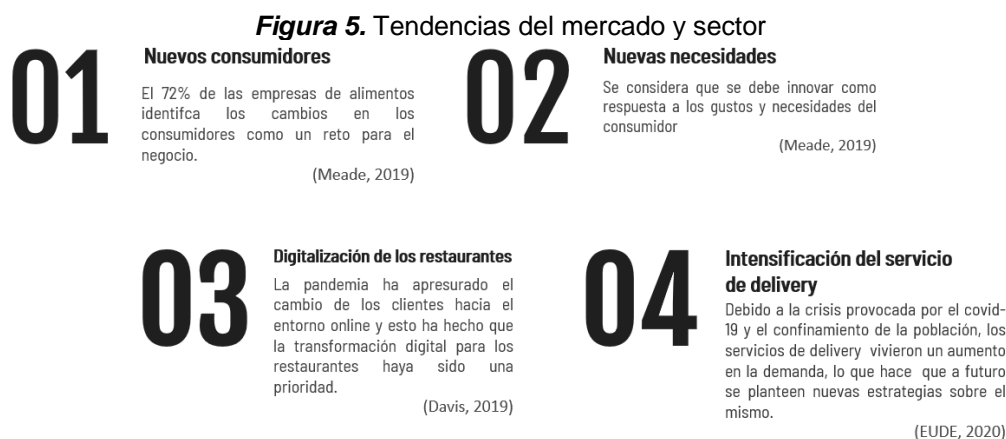 Figura 5. Tendencias del mercado y sector
01
Nuevos consumidores
El 72% de las empresas de alimentos
identifca los cambios en los
consumidores como un reto para el
negocio.
(Meade, 2019)
02
Nuevas necesidades
Se considera que se debe innovar como
respuesta a los gustos y necesidades del
consumidor
(Meade, 2019)
03
Digitalización de los restaurantes
La pandemia ha apresurado el
cambio de los clientes hacia el
entorno online y esto ha hecho que
la transformación digital para los
restaurantes haya sido una
prioridad.
(Davis, 2019)
04
Intensificación del servicio
de delivery
Debido a la crisis provocada por el covid-
19 y el confinamiento de la población, los
servicios de delivery vivieron un aumento
en la demanda, lo que hace que a futuro
se planteen nuevas estrategias sobre el
mismo.
(EUDE, 2020)